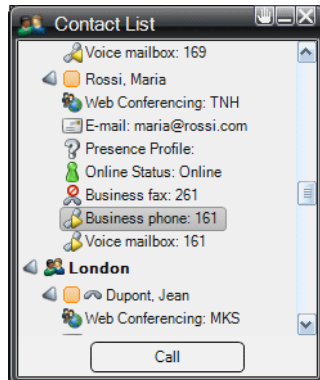 Contact List
Voice mailbox: 169
Rossi, Maria
Web Conferencing: TNH
E-mail: maria@rossi.com
Presence Profile:
Online Status: Online
Business fax: 261
Business phone: 161
Voice mailbox: 161
London
Dupont, Jean
Web Conferencing: MKS
Call